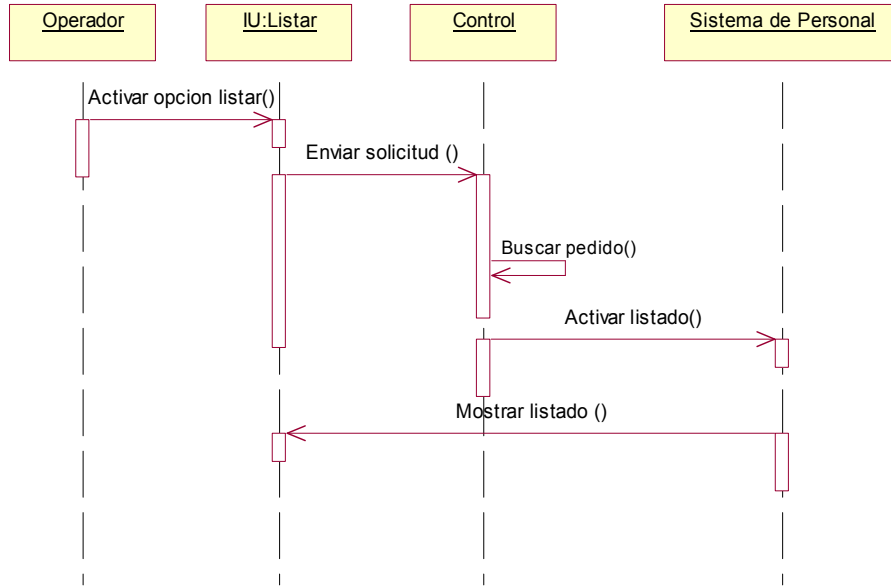 Operador
IU:Listar
Control
Sistema de Personal
Activar opcion listar()
Enviar solicitud ()
Buscar pedido()
Activar listado()
Mostrar listado ()